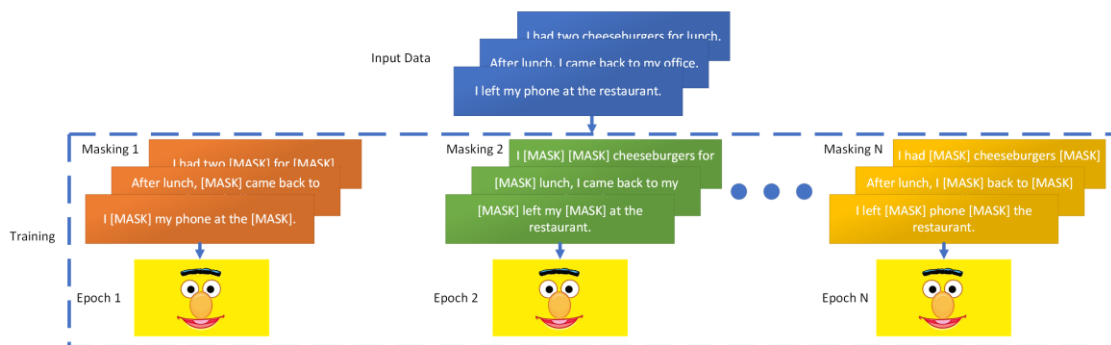 I had two cheeseburgers for lunch.
Input Data
After lunch, I came back to my office.
I left my phone at the restaurant.
Masking 1
I had two [MASK] for [MASK]
After lunch, [MASK] came back to
I [MASK] my phone at the [MASK].
Masking 2
I [MASK] [MASK] cheeseburgers for
[MASK] lunch, I came back to my
[MASK] left my [MASK] at the
restaurant.
Masking N
I had [MASK] cheeseburgers [MASK]
After lunch, I [MASK] back to [MASK]
I left [MASK] phone [MASK] the
restaurant.
Training
Epoch 1
Epoch 2
Epoch N